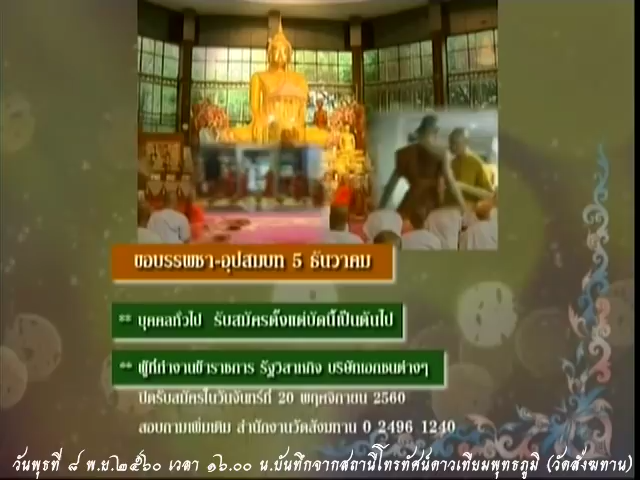 ขอบรรพชา-อุปสมบท 5 ธันวาคม
** บุคคลทั่วไป รับสมัครตั้งแต่บัดนี้เป็นต้นไป
** ผู้ที่ทำงานข้าราชการ รัฐวิสาหกิจ บริษัทเอกชนต่างๆ
ปิดรับสมัครในวันจันทร์ที่ 20 พฤศจิกายน 2560
สอบถามเพิ่มเติม สำนักงานวัดสังฆทาน 0 2496 1240
วันพุธที่ ๘ พ.ย.๒๕๖๐ เวลา ๑๖.๐๐ น.บันทึกจากสถานีโทรทัศน์ดาวเทียมพุทธภูมิ (วัดสังฆทาน)